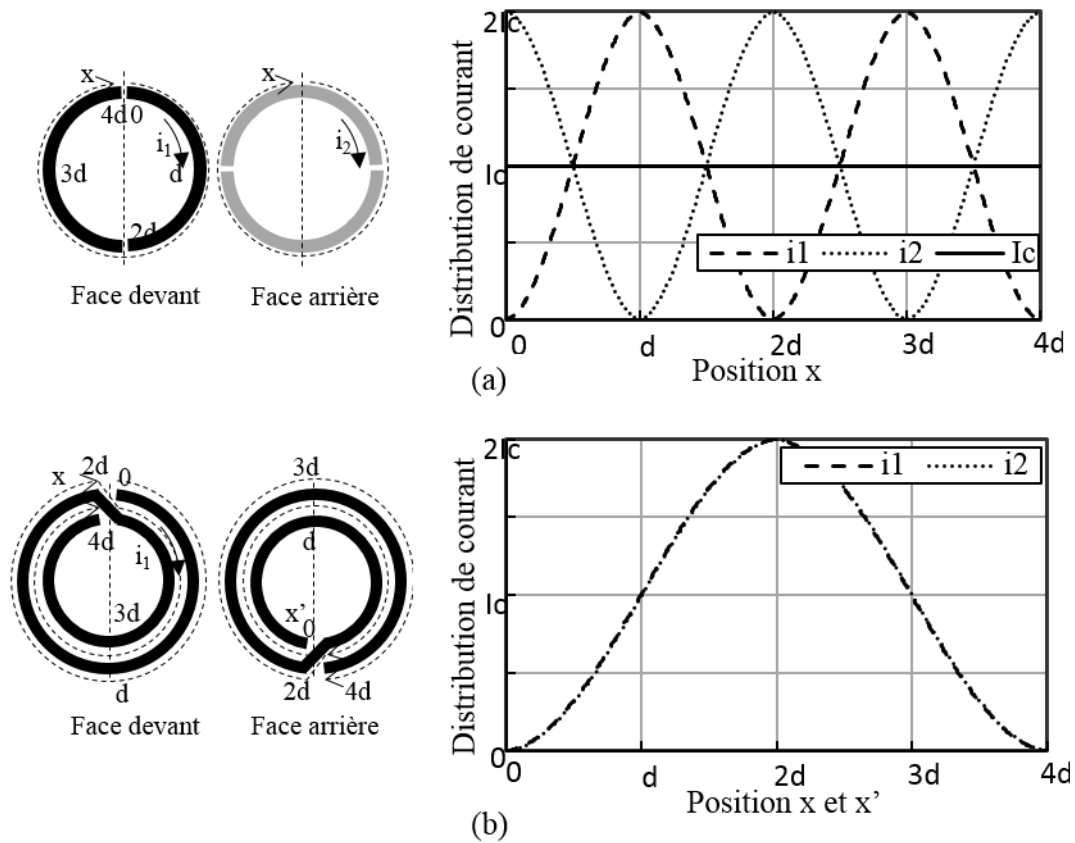 x
4d 0
i1
3d
d
2d
Face devant
x
i2
Face arrière
Distribution de courant
2Ic
Ic
0
i1 i2 Ic
0 d 2d 3d 4d
Position x
(a)
x 2d 0
4d
i1
3d
d
Face devant
3d
d
x'
0
2d 4d
Face arrière
Distribution de courant
2Ic
Ic
0
i1 i2
0 d 2d 3d 4d
Position x et x’
(b)